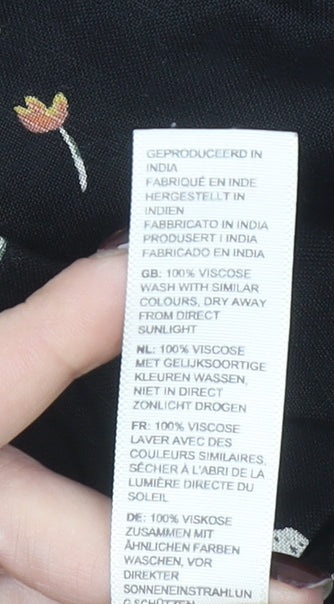 GEPRODUCEERD IN
INDIA
FABRIQUÉ EN INDE
HERGESTELLT IN
INDIEN
FABBRICATO IN INDIA
PRODUSERT I INDIA
FABRICADO EN INDIA
GB: 100% VISCOSE
WASH WITH SIMILAR
COLOURS, DRY AWAY
FROM DIRECT
SUNLIGHT
NL: 100% VISCOSE
MET GELIJKSOORTIGE
KLEUREN WASSEN,
NIET IN DIRECT
ZONLICHT DROGEN
FR: 100% VISCOSE
LAVER AVEC DES
COULEURS SIMILAIRES,
SÉCHER À L'ABRI DE LA
LUMIÈRE DIRECTE DU
SOLEIL
DE: 100% VISKOSE
ZUSAMMEN MIT
ÄHNLICHEN FARBEN
WASCHEN, VOR
DIREKTER
SONNENEINSTRAHLUN
G SCHÜTZEN